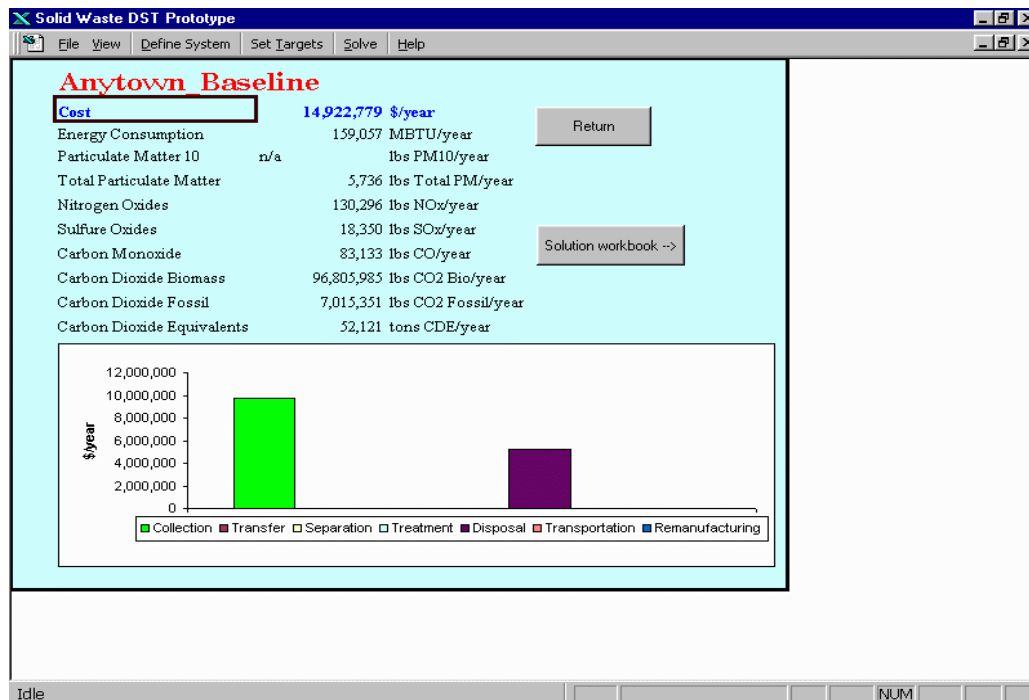 Solid Waste DST Prototype
File View Define System Set Targets Solve Help
Anytown_Baseline
Cost 14,922,779 $/year
Return
Energy Consumption 159,057 MBTU/year
Particulate Matter 10 n/a lbs PM10/year
Total Particulate Matter 5,736 lbs Total PM/year
Nitrogen Oxides 130,296 lbs NOx/year
Sulfure Oxides 18,350 lbs SOx/year
Solution workbook -->
Carbon Monoxide 83,133 lbs CO/year
Carbon Dioxide Biomass 96,805,985 lbs CO2 Bio/year
Carbon Dioxide Fossil 7,015,351 lbs CO2 Fossil/year
Carbon Dioxide Equivalents 52,121 tons CDE/year
12,000,000
10,000,000
8,000,000
6,000,000
4,000,000
2,000,000
0
$/year
Collection Transfer Separation Treatment Disposal Transportation Remanufacturing
Idle NUM